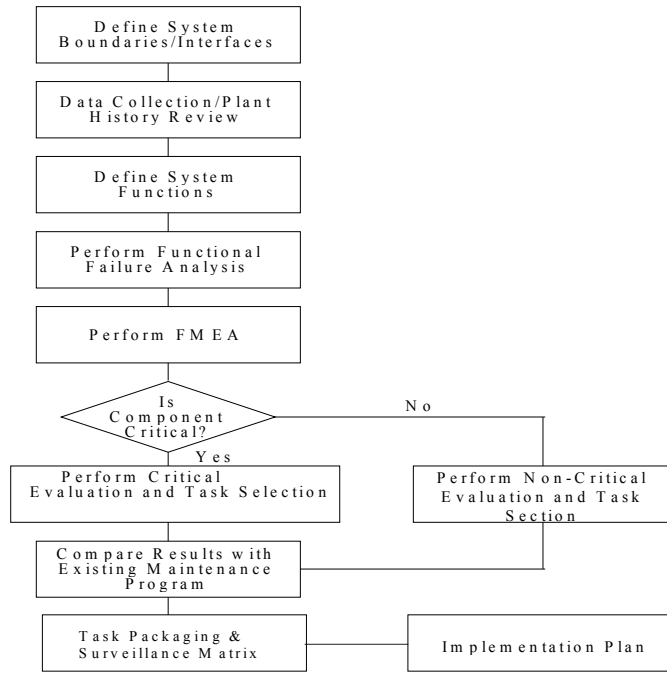 Define System
Boundaries/Interfaces
Data Collection/Plant
History Review
Define System
Functions
Perform Functional
Failure Analysis
Perform FMEA
Is
Component
Critical?
No
Yes
Perform Critical
Evaluation and Task Selection
Perform Non-Critical
Evaluation and Task
Section
Compare Results with
Existing Maintenance
Program
Task Packaging &
Surveillance Matrix
Implementation Plan